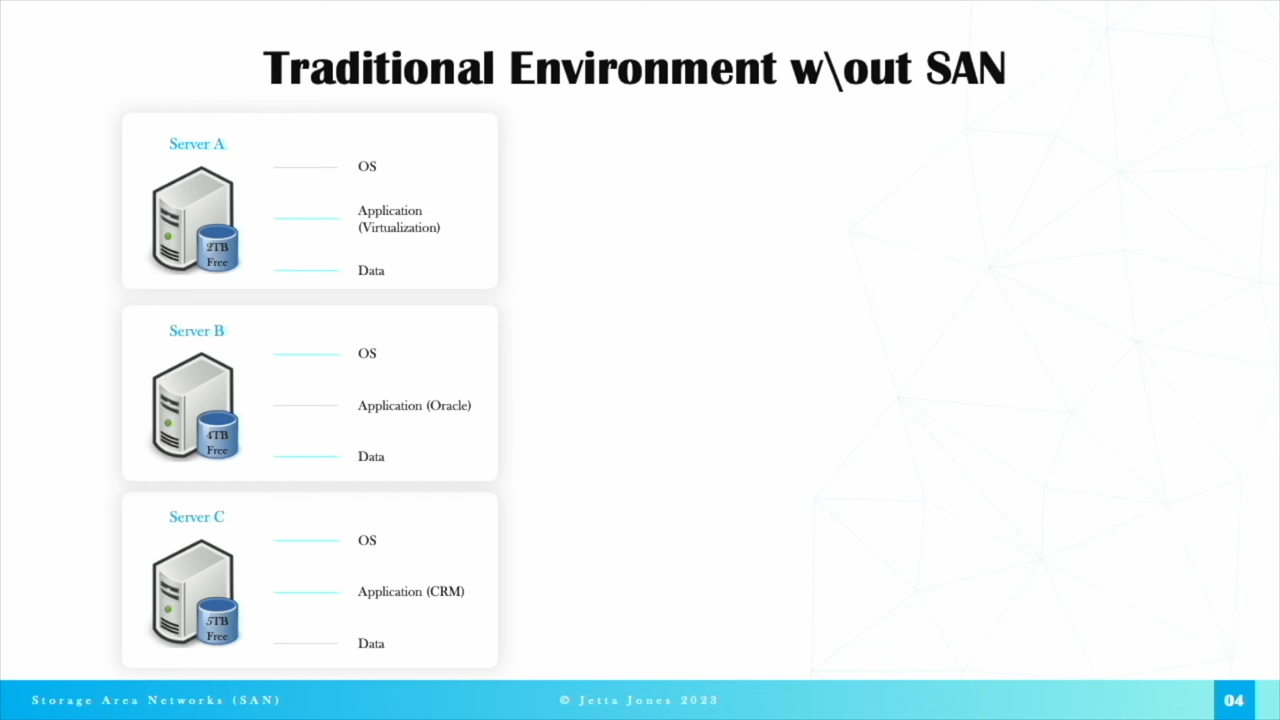 Traditional Environment w\out SAN
Server A
2TB
Free
OS
Application
(Virtualization)
Data
Server B
4TB
Free
OS
Application (Oracle)
Data
Server C
5TB
Free
OS
Application (CRM)
Data
Storage Area Networks (SAN)
© Jetta Jones 2023
04